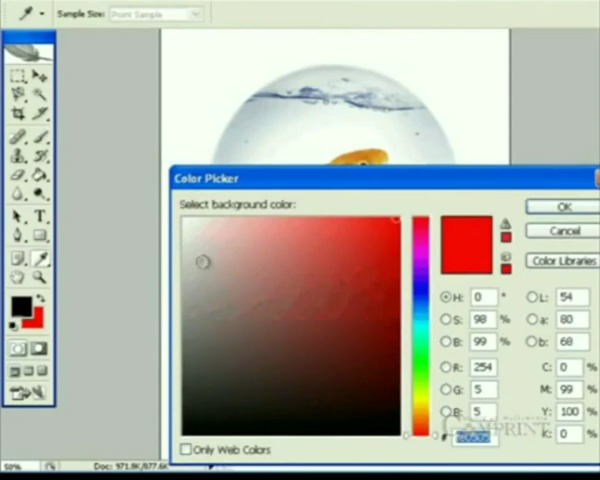 Sample Size: Point Sample
Color Picker
Select background color:
OK
Cancel
Color Libraries
H: 0 °
L: 54
S: 98 %
a: 80
B: 99 %
b: 68
R: 254
C: 0 %
G: 5
M: 99 %
B: 5
Y: 100 %
#
K: 0 %
Only Web Colors
50%
Doc: 971.8K/877.6K
T